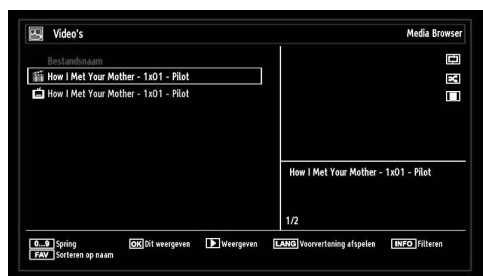 Video's Media Browser
Bestandsnaam
How I Met Your Mother - 1x01 - Pilot
How I Met Your Mother - 1x01 - Pilot
How I Met Your Mother - 1x01 - Pilot
1/2
0...9 Spring OK Dit weergeven Weergeven LANG Voorvertoning afspelen INFO Filteren
FAV Sorteren op naam